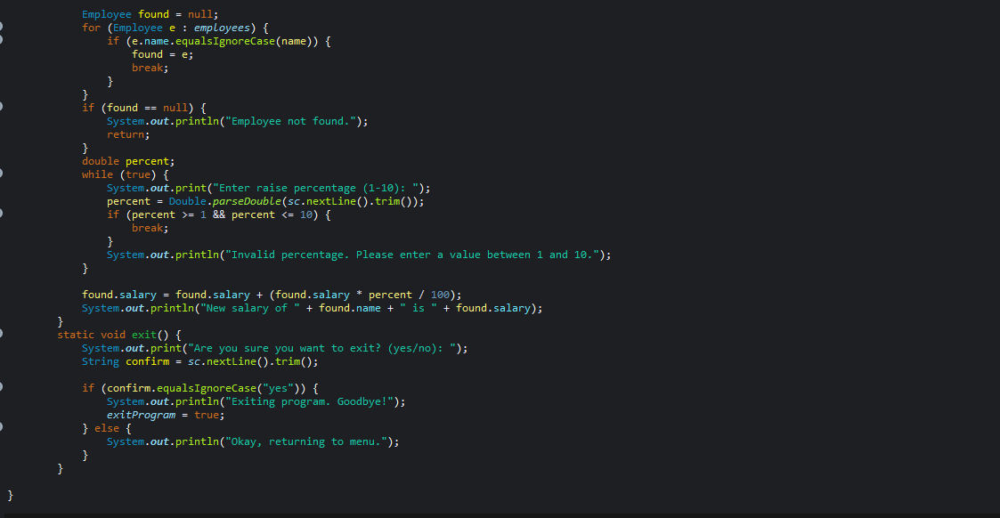 Employee found = null;
for (Employee e : employees) {
if (e.name.equalsIgnoreCase(name)) {
found = e;
break;
}
}
if (found == null) {
System.out.println("Employee not found.");
return;
}
double percent;
while (true) {
System.out.print("Enter raise percentage (1-10): ");
percent = Double.parseDouble(sc.nextLine().trim());
if (percent >= 1 && percent <= 10) {
break;
}
System.out.println("Invalid percentage. Please enter a value between 1 and 10.");
}
found.salary = found.salary + (found.salary * percent / 100);
System.out.println("New salary of " + found.name + " is " + found.salary);
}
static void exit() {
System.out.print("Are you sure you want to exit? (yes/no): ");
String confirm = sc.nextLine().trim();
if (confirm.equalsIgnoreCase("yes")) {
System.out.println("Exiting program. Goodbye!");
exitProgram = true;
} else {
System.out.println("Okay, returning to menu.");
}
}
}